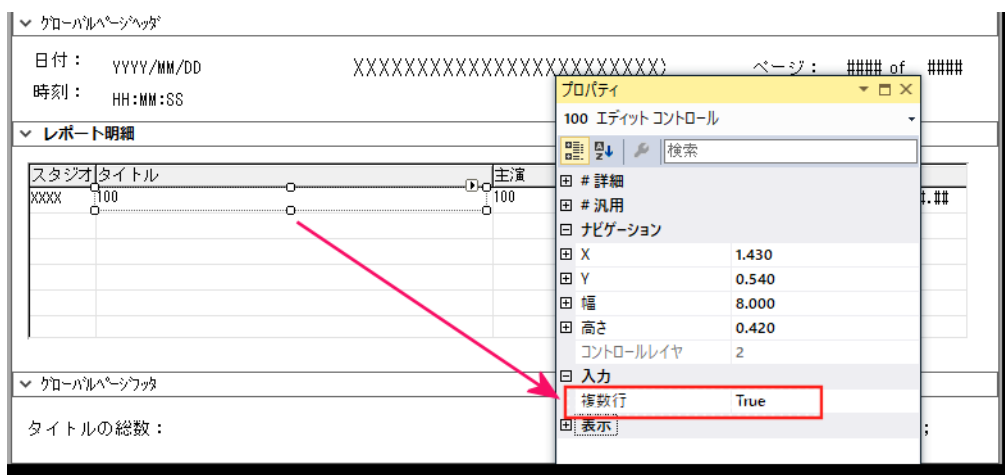 グローバルページヘッダ
日付：
YYYY/MM/DD
XXXXXXXXXXXXXXXXXXXXXXXXX
ページ： #### of ####
時刻：
HH:MM:SS
レポート明細
スタジオ タイトル 主演
XXXX 100 100 .##
グローバルページフッタ
タイトルの総数：
;
プロパティ
100 エディット コントロール
検索
# 詳細
# 汎用
ナビゲーション
X 1.430
Y 0.540
幅 8.000
高さ 0.420
コントロールレイヤ 2
入力
複数行 True
表示